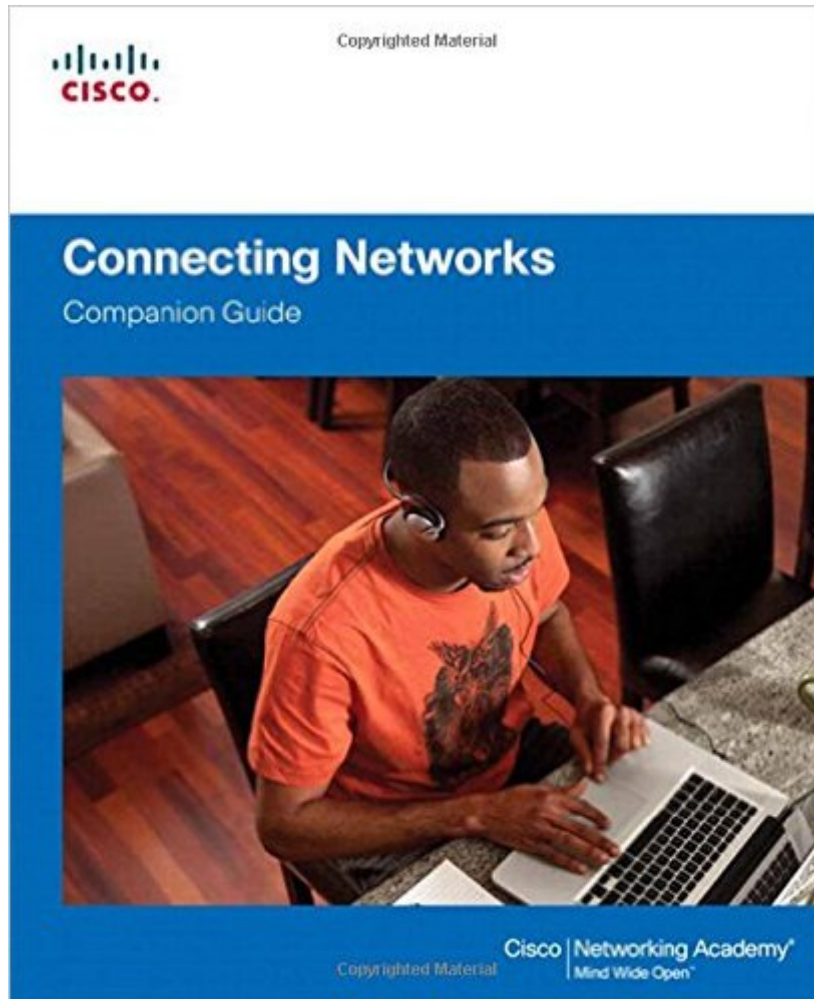 Copyrighted Material
CISCO.
Connecting Networks
Companion Guide
Cisco | Networking Academy®
Mind Wide Open™
Copyrighted Material